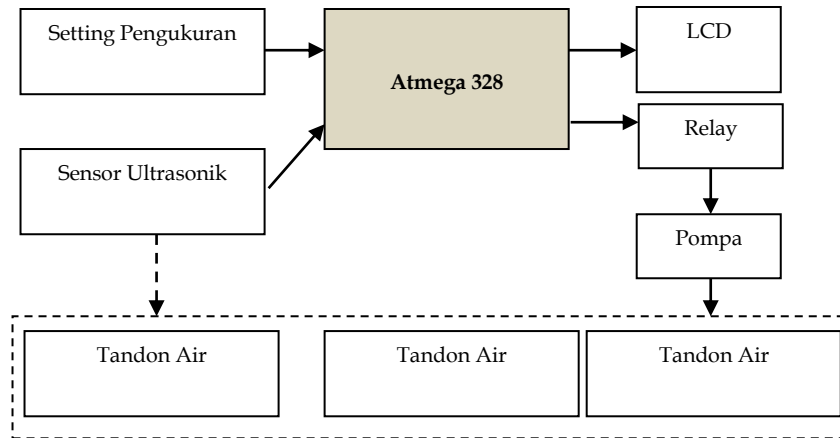 Setting Pengukuran
Atmega 328
LCD
Relay
Sensor Ultrasonik
Pompa
Tandon Air
Tandon Air
Tandon Air